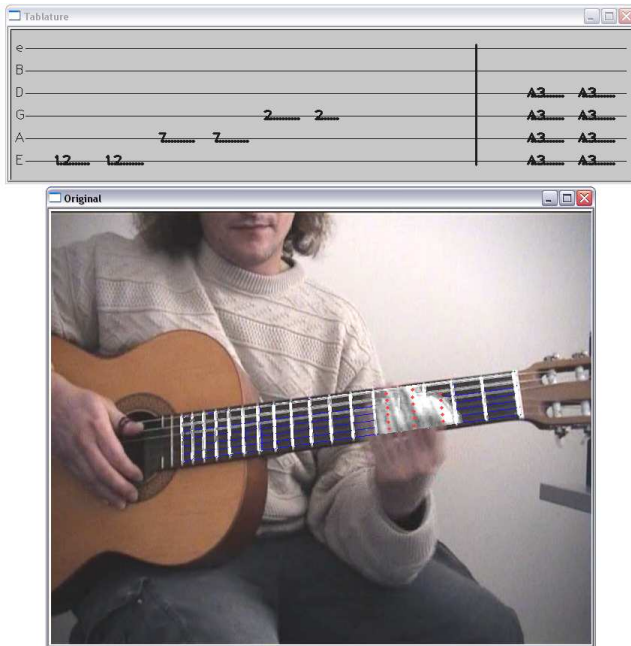 Tablature
e
B
D A3 A3
G 2 2 A3 A3
A 7 7 A3 A3
E 12 12 A3 A3
Original